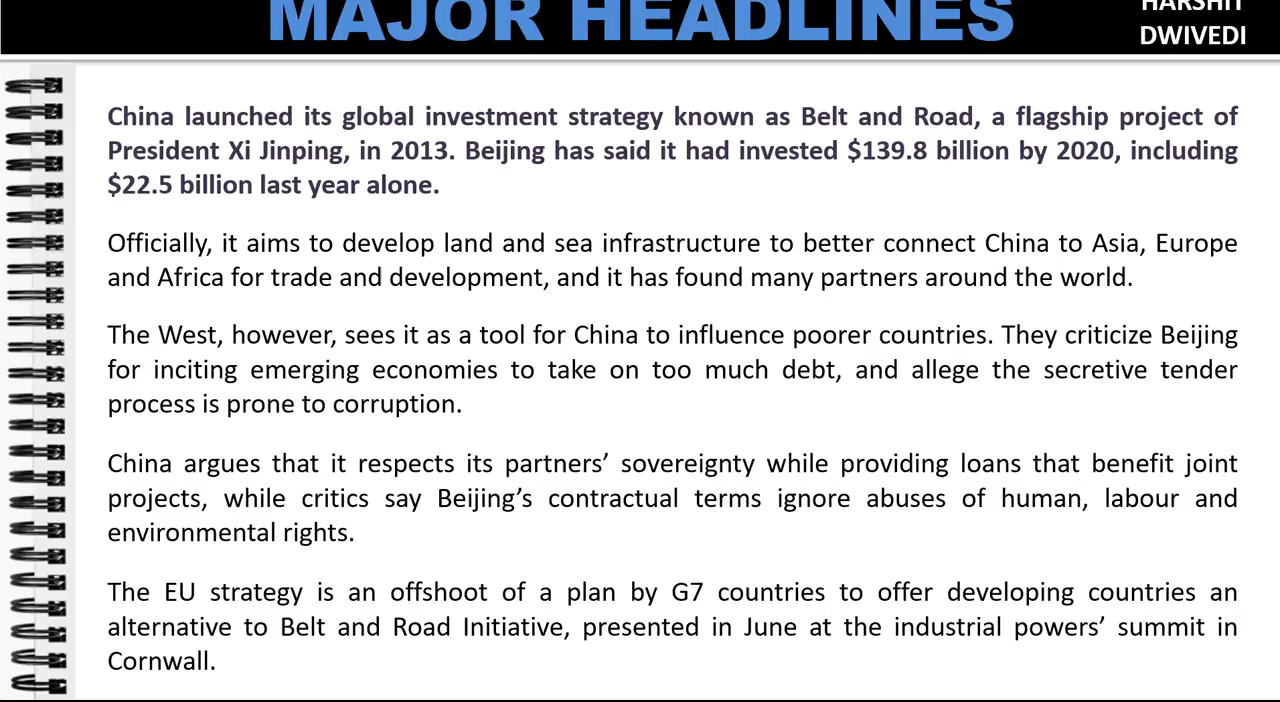 MAJOR HEADLINES
HARSHIT
DWIVEDI
China launched its global investment strategy known as Belt and Road, a flagship project of
President Xi Jinping, in 2013. Beijing has said it had invested $139.8 billion by 2020, including
$22.5 billion last year alone.
Officially, it aims to develop land and sea infrastructure to better connect China to Asia, Europe
and Africa for trade and development, and it has found many partners around the world.
The West, however, sees it as a tool for China to influence poorer countries. They criticize Beijing
for inciting emerging economies to take on too much debt, and allege the secretive tender
process is prone to corruption.
China argues that it respects its partners’ sovereignty while providing loans that benefit joint
projects, while critics say Beijing’s contractual terms ignore abuses of human, labour and
environmental rights.
The EU strategy is an offshoot of a plan by G7 countries to offer developing countries an
alternative to Belt and Road Initiative, presented in June at the industrial powers’ summit in
Cornwall.